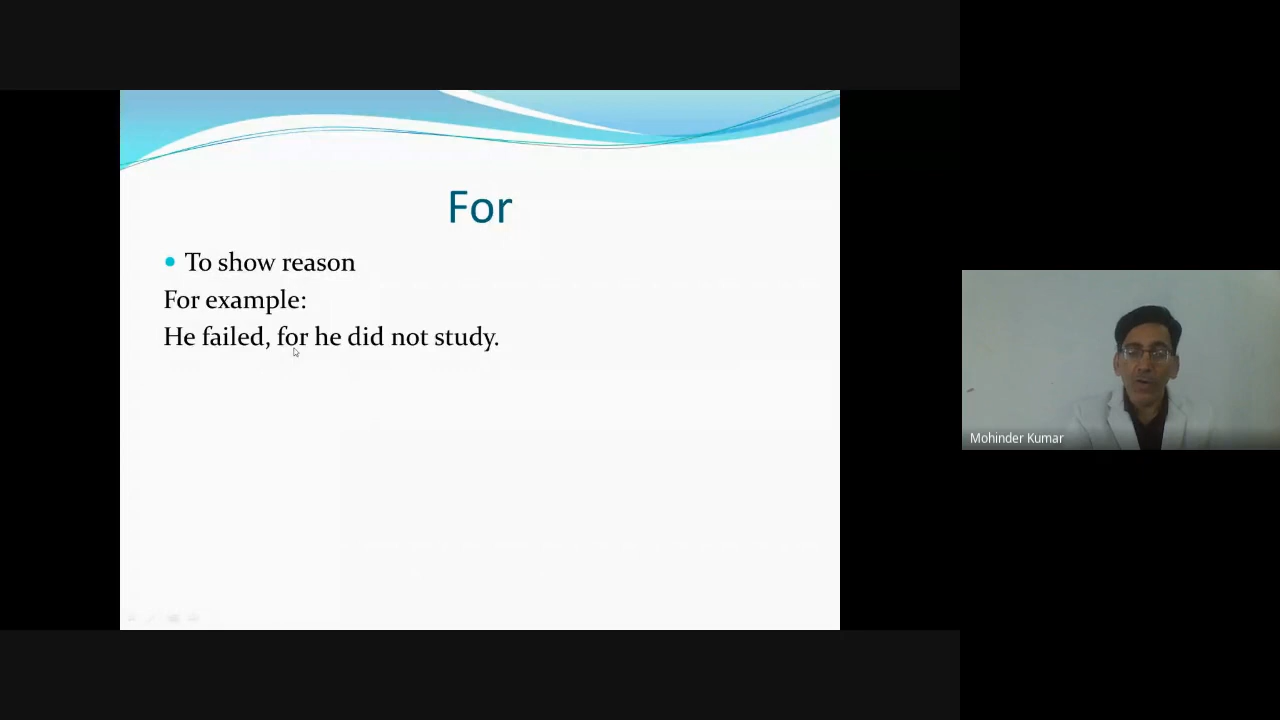 For
To show reason
For example:
He failed, for he did not study.
Mohinder Kumar